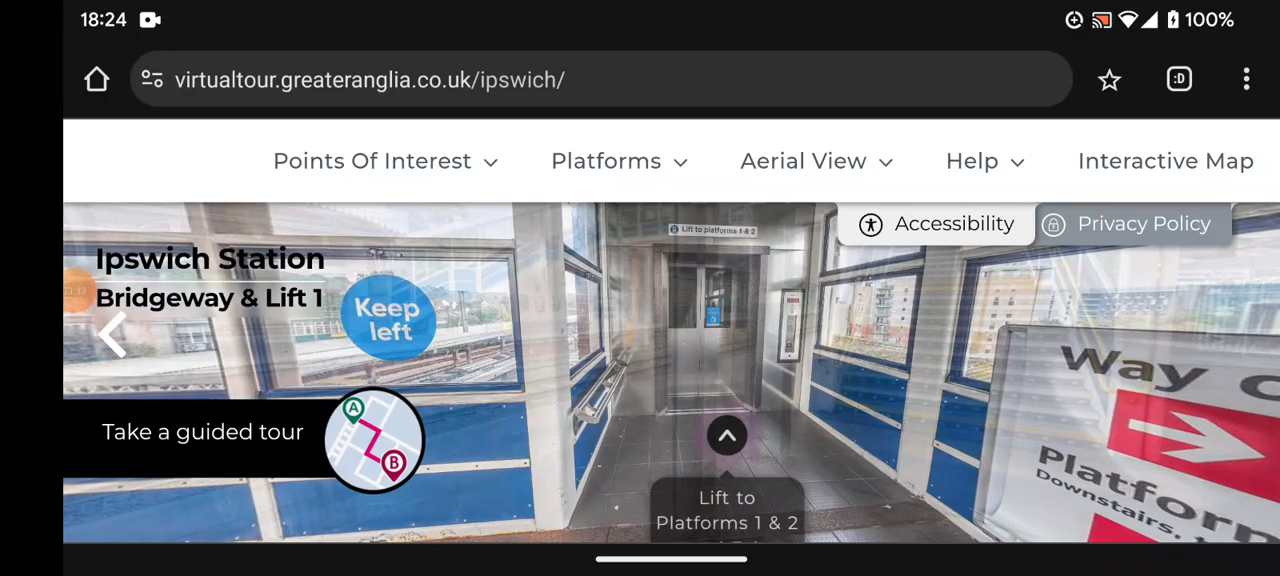 18:24
100%
virtualtour.greateranglia.co.uk/ipswich/
:D
Points Of Interest
Platforms
Aerial View
Help
Interactive Map
Accessibility
Privacy Policy
Ipswich Station
Bridgeway & Lift 1
03:33
Keep
left
Lift to platforms 1 & 2
Way
Downstairs.
Take a guided tour
A
B
Lift to
Platforms 1 & 2